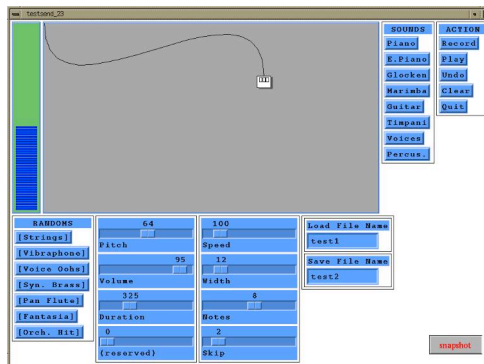 testsend_23
SOUNDS
Piano
E.Piano
Glocken
Marimba
Guitar
Timpani
Voices
Percus.
ACTION
Record
Play
Undo
Clear
Quit
RANDOMS
[Strings]
[Vibraphone]
[Voice Oohs]
[Syn. Brass]
[Pan Flute]
[Fantasia]
[Orch. Hit]
64
Pitch
95
Volume
325
Duration
0
(reserved)
100
Speed
12
Width
8
Notes
2
Skip
Load File Name
test1
Save File Name
test2
snapshot